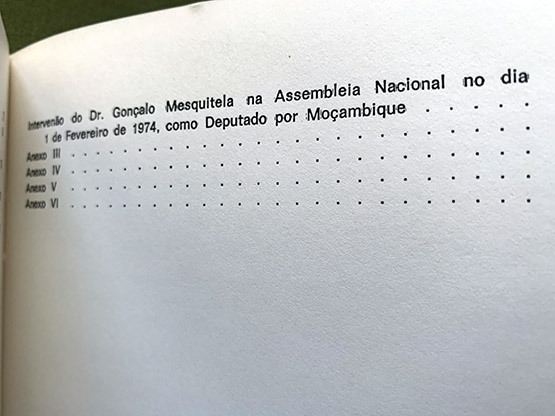 Intervenão do Dr. Gonçalo Mesquitela na Assembleia Nacional no dia
1 de Fevereiro de 1974, como Deputado por Moçambique . . . . .
Anexo III . . . . . . . . . . . . . . . . . . . . . . . . . . . . . .
Anexo IV . . . . . . . . . . . . . . . . . . . . . . . . . . . . . .
Anexo V . . . . . . . . . . . . . . . . . . . . . . . . . . . . . .
Anexo VI . . . . . . . . . . . . . . . . . . . . . . . . . . . . . .